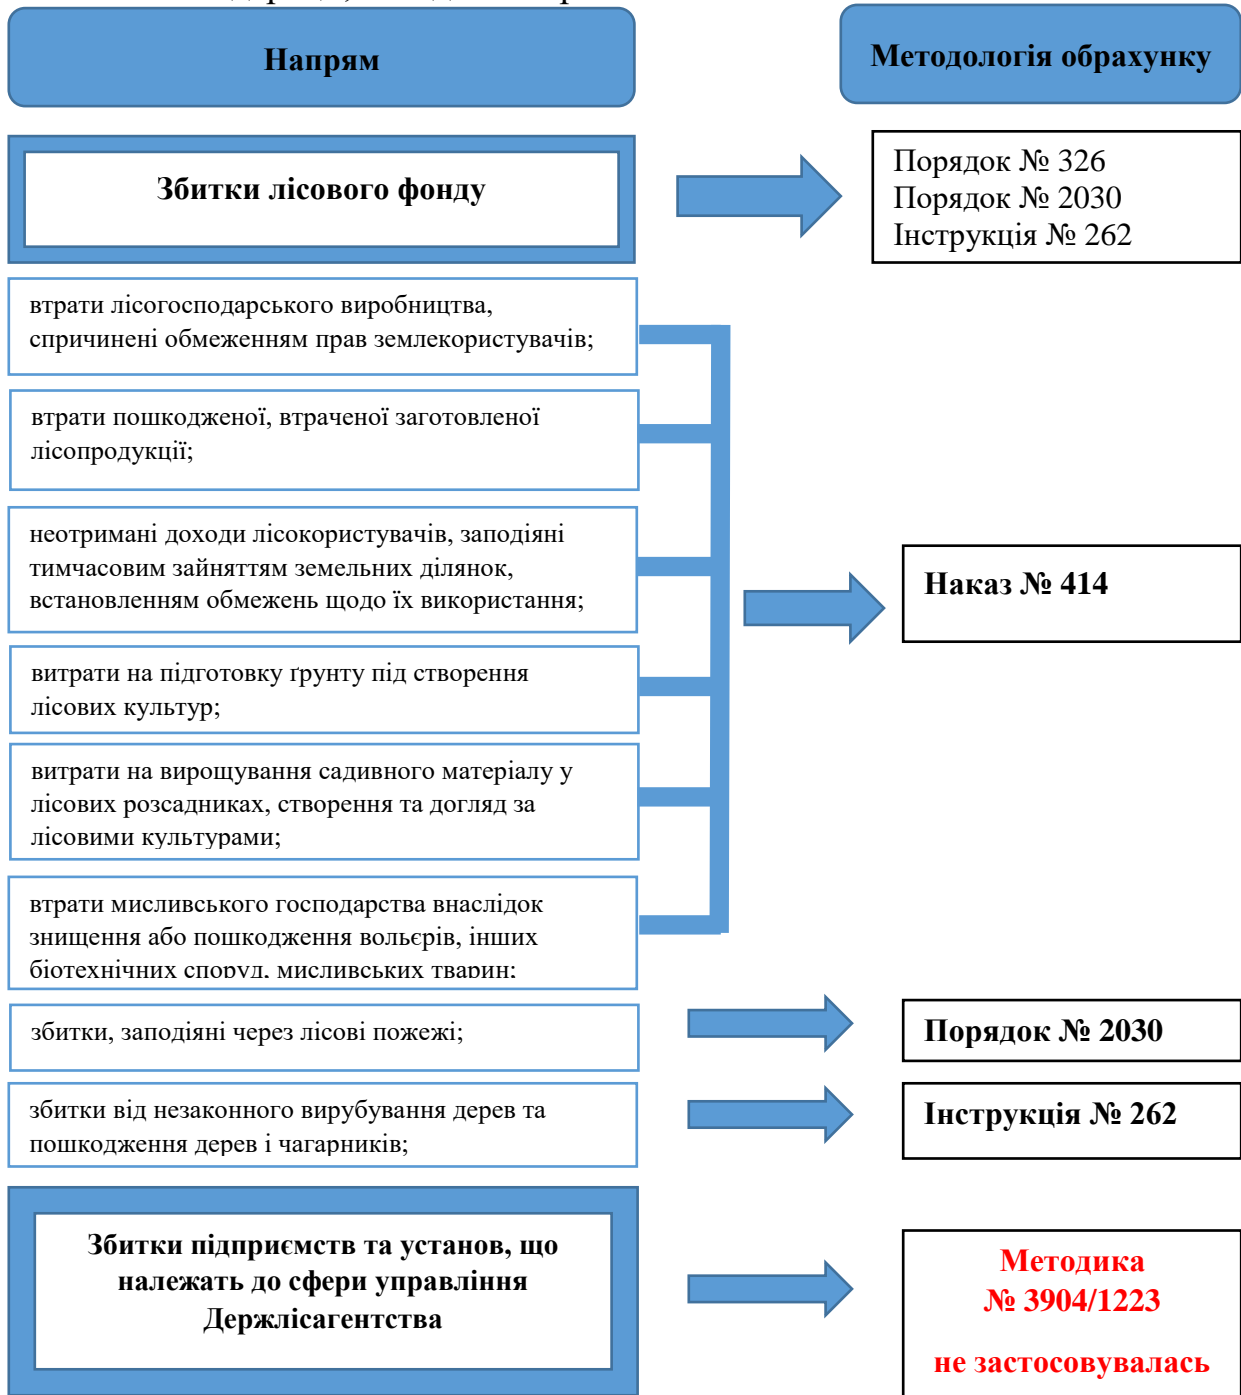 Напрям
Методологія обрахунку
Збитки лісового фонду
Порядок № 326
Порядок № 2030
Інструкція № 262
втрати лісогосподарського виробництва,
спричинені обмеженням прав землекористувачів;
втрати пошкодженої, втраченої заготовленої
лісопродукції;
неотримані доходи лісокористувачів, заподіяні
тимчасовим зайняттям земельних ділянок,
встановленням обмежень щодо їх використання;
Наказ № 414
витрати на підготовку ґрунту під створення
лісових культур;
витрати на вирощування садивного матеріалу у
лісових розсадниках, створення та догляд за
лісовими культурами;
втрати мисливського господарства внаслідок
знищення або пошкодження вольєрів, інших
біотехнічних споруд, мисливських тварин;
збитки, заподіяні через лісові пожежі;
Порядок № 2030
збитки від незаконного вирубування дерев та
пошкодження дерев і чагарників;
Інструкція № 262
Збитки підприємств та установ, що
належать до сфери управління
Держлісагентства
Методика
№ 3904/1223
не застосовувалась